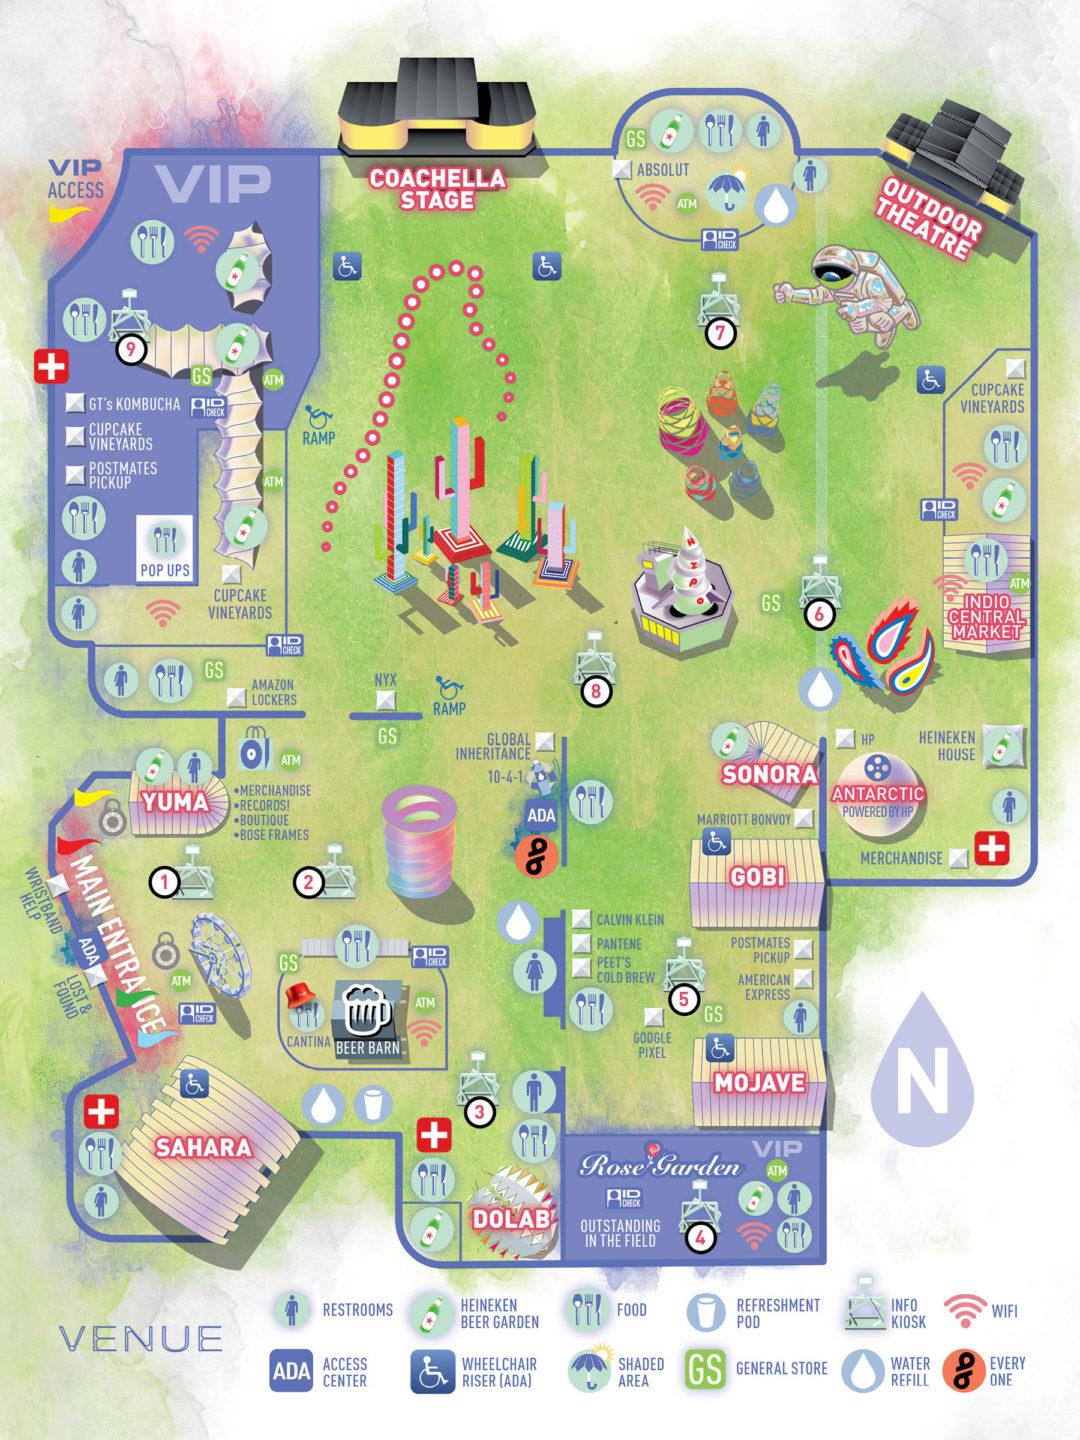 VIP
ACCESS
VIP
COACHELLA
STAGE
GS
ABSOLUT
ATM
ID
CHECK
OUTDOOR
THEATRE
7
9
GS
ATM
GT's KOMBUCHA
ID
CHECK
CUPCAKE
VINEYARDS
POSTMATES
PICKUP
RAMP
ATM
POP UPS
CUPCAKE
VINEYARDS
ID
CHECK
CUPCAKE
VINEYARDS
ID
CHECK
ATM
INDIO
CENTRAL
MARKET
HIPO
GS
6
8
GS
AMAZON
LOCKERS
NYX
GS
RAMP
GLOBAL
INHERITANCE
10-4-1
ADA
HP
HEINEKEN
HOUSE
SONORA
ANTARCTIC
POWERED BY HP
MARRIOTT BONVOY
MERCHANDISE
GOBI
ATM
YUMA
•MERCHANDISE
•RECORDS!
•BOUTIQUE
•BOSE FRAMES
MAIN ENTRANCE
WRISTBAND
HELP
ADA
LOST &
FOUND
1
2
ATM
ID
CHECK
GS
ID
CHECK
CANTINA
BEER BARN
ATM
CALVIN KLEIN
PANTENE
PEET'S
COLD BREW
POSTMATES
PICKUP
AMERICAN
EXPRESS
5
GS
GOOGLE
PIXEL
MOJAVE
N
SAHARA
3
DOLAB
Rose Garden
VIP
ATM
ID
CHECK
OUTSTANDING
IN THE FIELD
4
VENUE
RESTROOMS
HEINEKEN
BEER GARDEN
FOOD
REFRESHMENT
POD
INFO
KIOSK
WIFI
ADA
ACCESS
CENTER
WHEELCHAIR
RISER (ADA)
SHADED
AREA
GS
GENERAL STORE
WATER
REFILL
EVERY
ONE